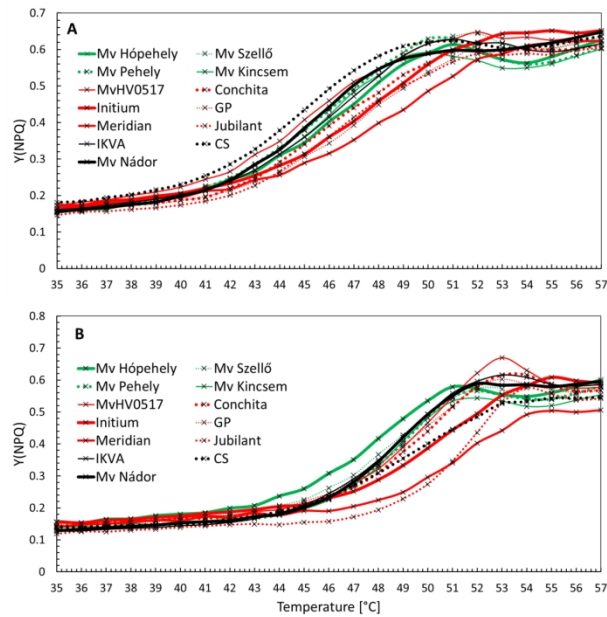 A
Mv Hópehely Mv Szellő
Mv Pehely Mv Kincsem
MvHV0517 Conchita
Initium GP
Meridian Jubilant
IKVA CS
Mv Nádor
Y(NPQ)
0.7
0.6
0.5
0.4
0.3
0.2
0.1
0
35 36 37 38 39 40 41 42 43 44 45 46 47 48 49 50 51 52 53 54 55 56 57
B
Mv Hópehely Mv Szellő
Mv Pehely Mv Kincsem
MvHV0517 Conchita
Initium GP
Meridian Jubilant
IKVA CS
Mv Nádor
Y(NPQ)
0.8
0.7
0.6
0.5
0.4
0.3
0.2
0.1
0
35 36 37 38 39 40 41 42 43 44 45 46 47 48 49 50 51 52 53 54 55 56 57
Temperature [°C]